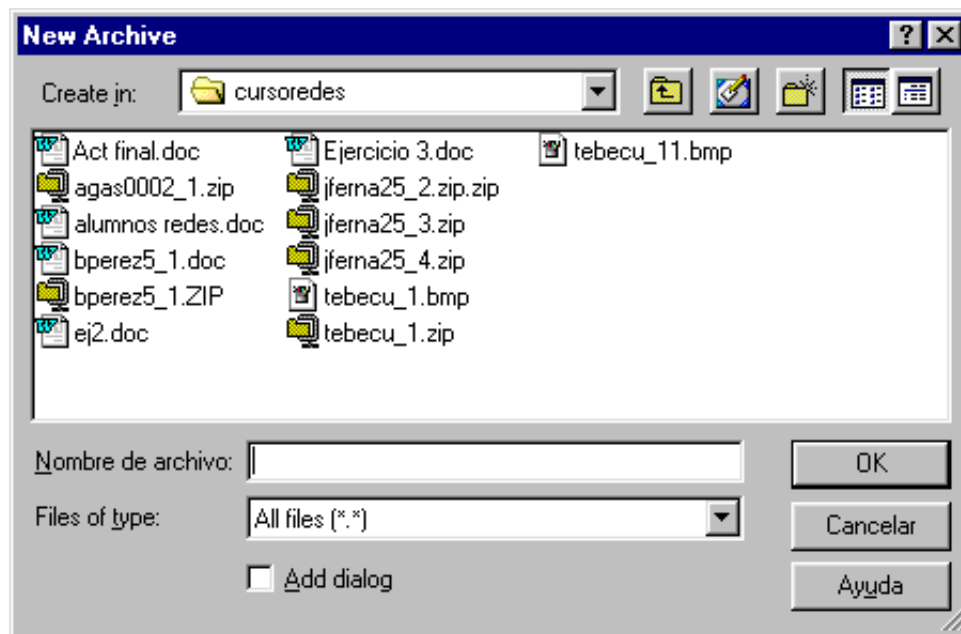 New Archive
Create in: cursoredes
Act final.doc
agas0002_1.zip
alumnos redes.doc
bperez5_1.doc
bperez5_1.ZIP
ej2.doc
Ejercicio 3.doc
jferna25_2.zip.zip
jferna25_3.zip
jferna25_4.zip
tebecu_1.bmp
tebecu_1.zip
tebecu_11.bmp
Nombre de archivo: OK
Files of type: All files (*.*) Cancelar
Add dialog Ayuda